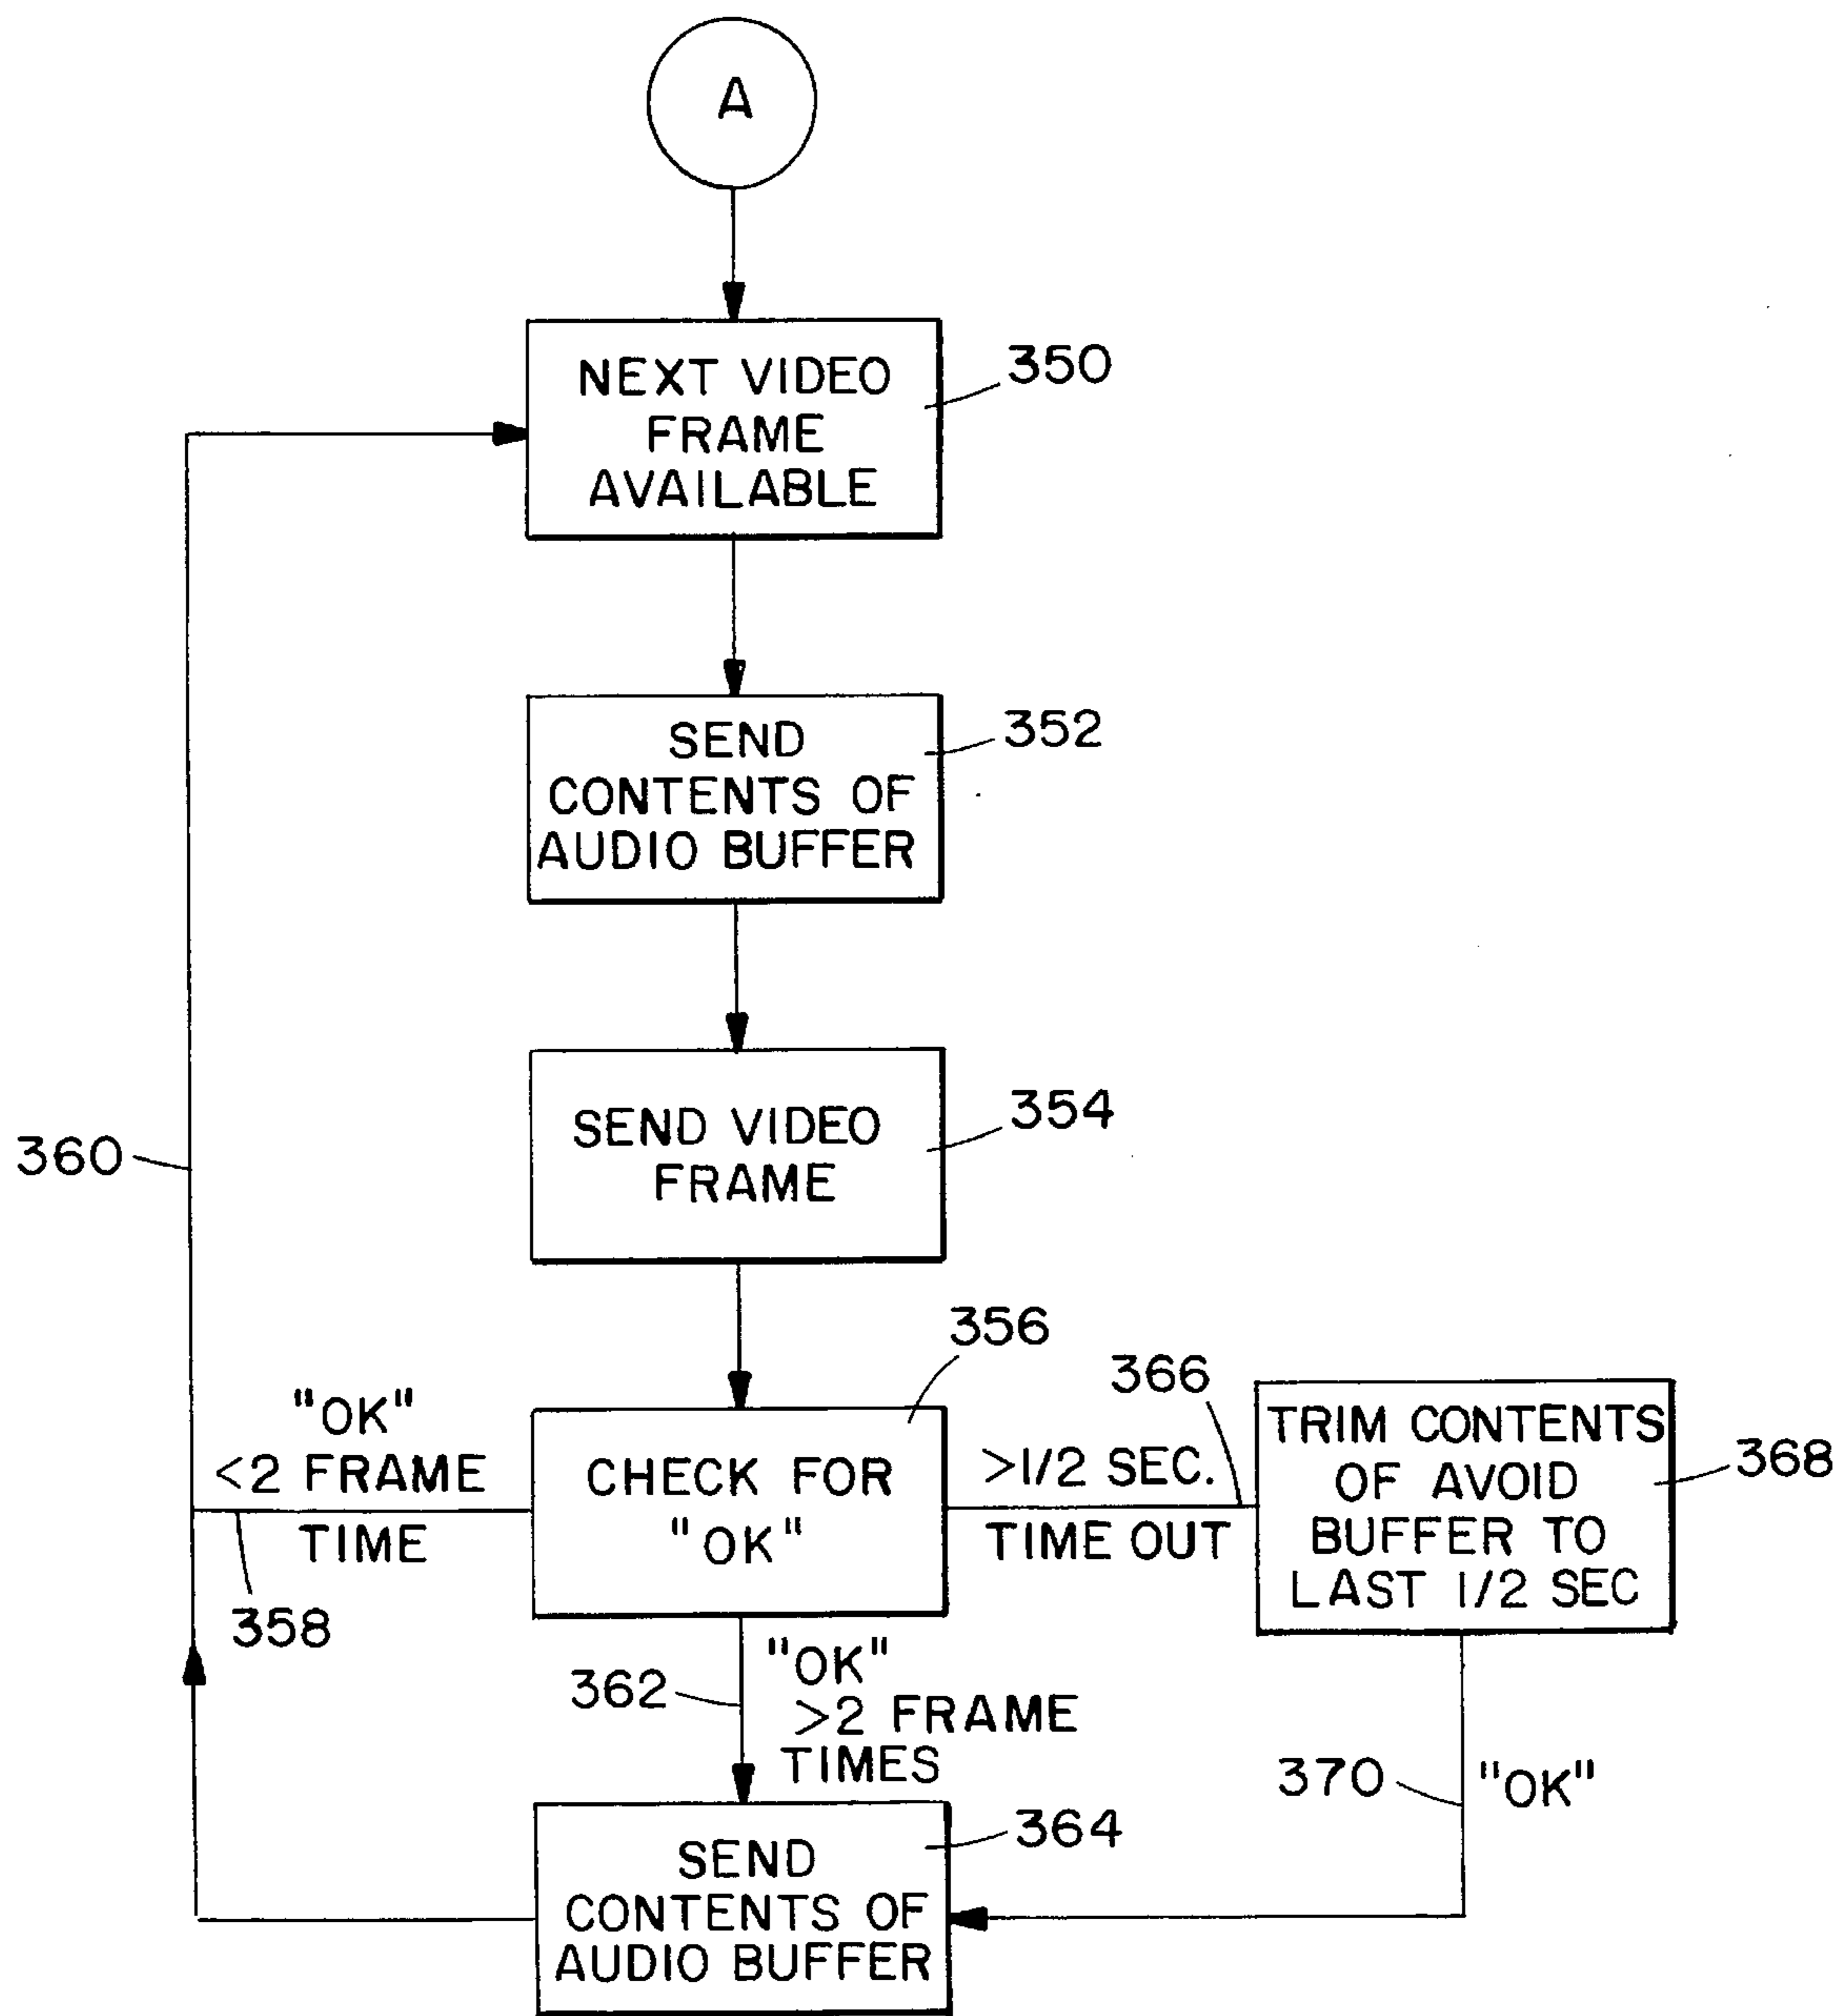 A
NEXT VIDEO
FRAME
AVAILABLE
350
SEND
CONTENTS OF
AUDIO BUFFER
352
SEND VIDEO
FRAME
354
360
356
CHECK FOR
"OK"
"OK"
<2 FRAME
TIME
358
366
>1/2 SEC.
TIME OUT
TRIM CONTENTS
OF AVOID
BUFFER TO
LAST 1/2 SEC
368
362
"OK"
>2 FRAME
TIMES
370
"OK"
SEND
CONTENTS OF
AUDIO BUFFER
364